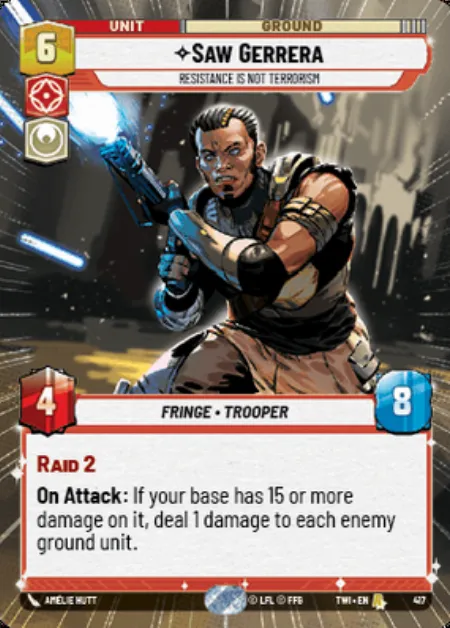 UNIT GROUND
6
SAW GERRERA
RESISTANCE IS NOT TERRORISM
4 FRINGE • TROOPER 8
RAID 2
On Attack: If your base has 15 or more
damage on it, deal 1 damage to each enemy
ground unit.
AMÉLIE HUTT © LFL © FFG TWI • EN 417